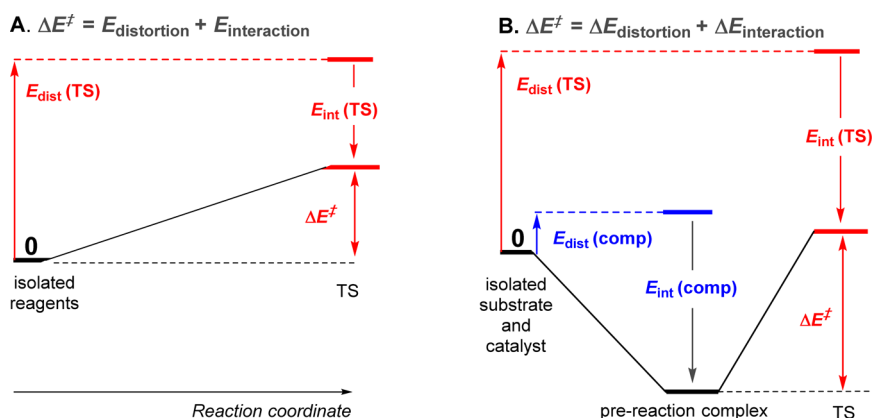 A. ΔE‡ = Edistortion + Einteraction
Edist (TS)
Eint (TS)
ΔE‡
0
isolated
reagents
TS
Reaction coordinate
B. ΔE‡ = ΔEdistortion + ΔEinteraction
Edist (TS)
Eint (TS)
0
Edist (comp)
Eint (comp)
isolated
substrate
and
catalyst
ΔE‡
pre-reaction complex
TS